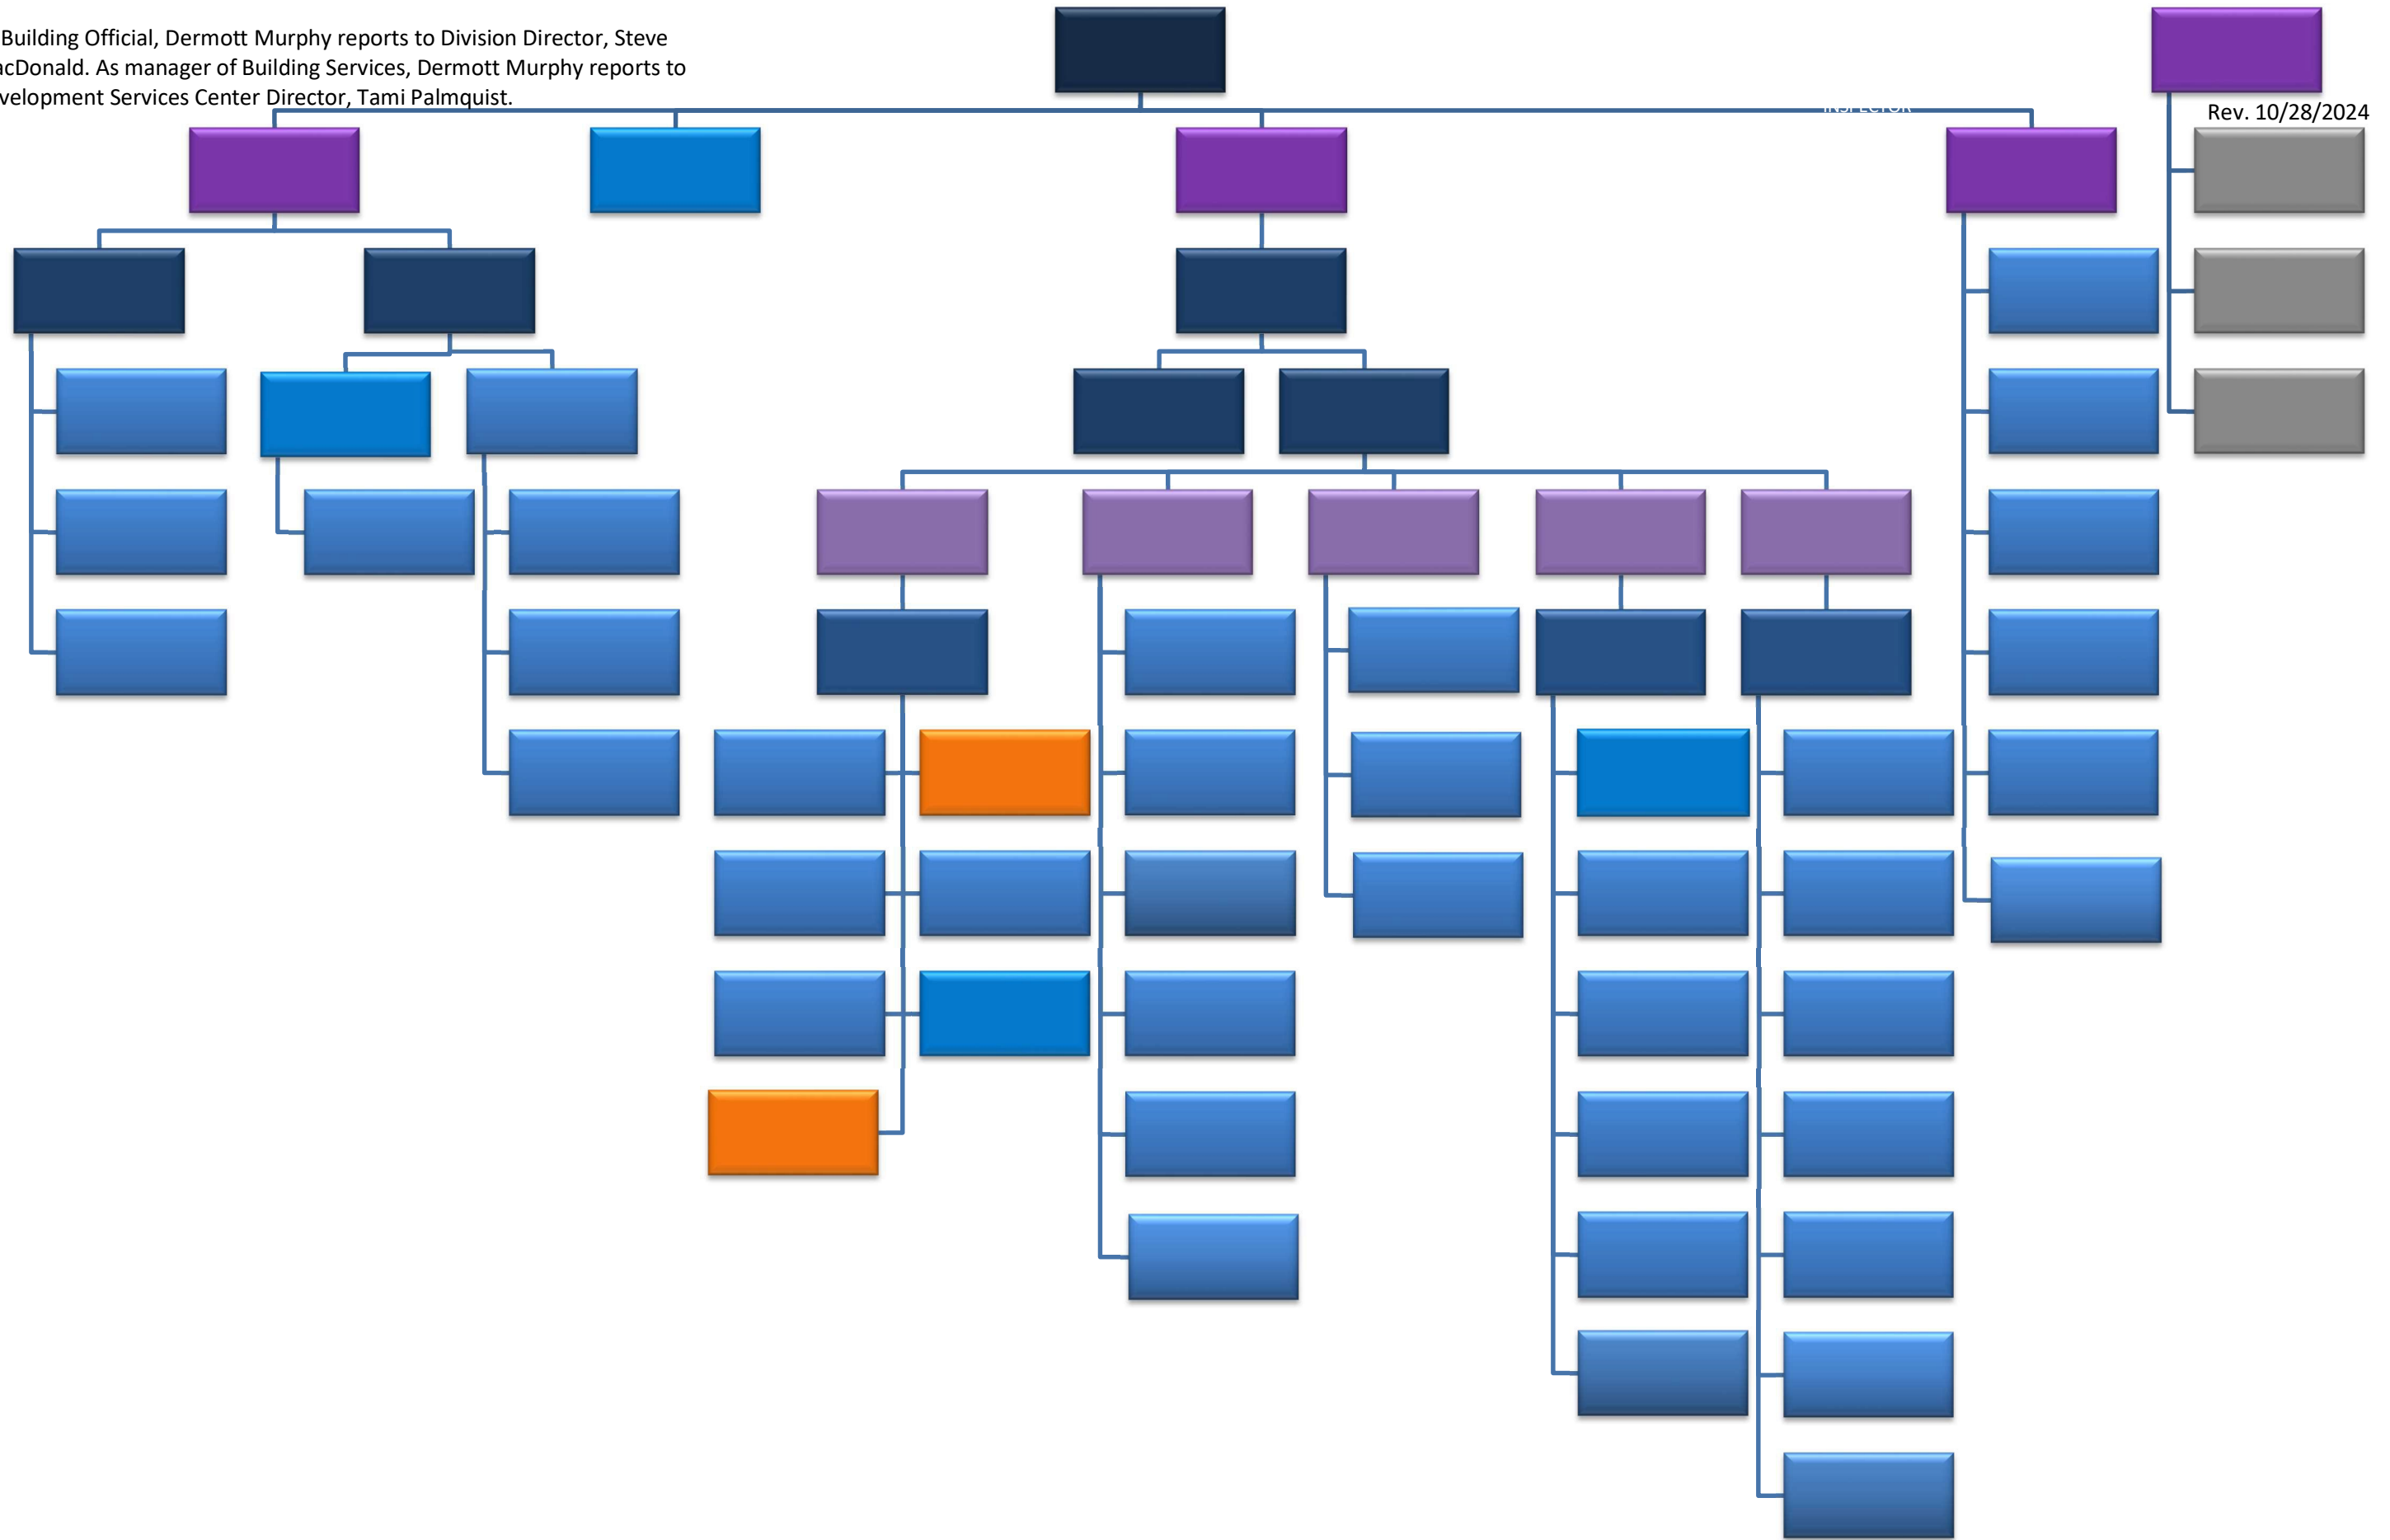 Building Official, Dermott Murphy reports to Division Director, Steve
acDonald. As manager of Building Services, Dermott Murphy reports to
velopment Services Center Director, Tami Palmquist.
INSPECTOR
Rev. 10/28/2024